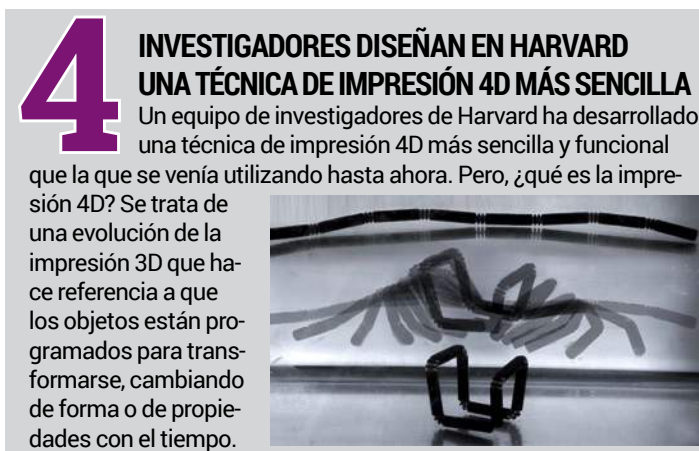 4
INVESTIGADORES DISEÑAN EN HARVARD
UNA TÉCNICA DE IMPRESIÓN 4D MÁS SENCILLA
Un equipo de investigadores de Harvard ha desarrollado
una técnica de impresión 4D más sencilla y funcional
que la que se venía utilizando hasta ahora. Pero, ¿qué es la impre-
sión 4D? Se trata de
una evolución de la
impresión 3D que ha-
ce referencia a que
los objetos están pro-
gramados para trans-
formarse, cambiando
de forma o de propie-
dades con el tiempo.